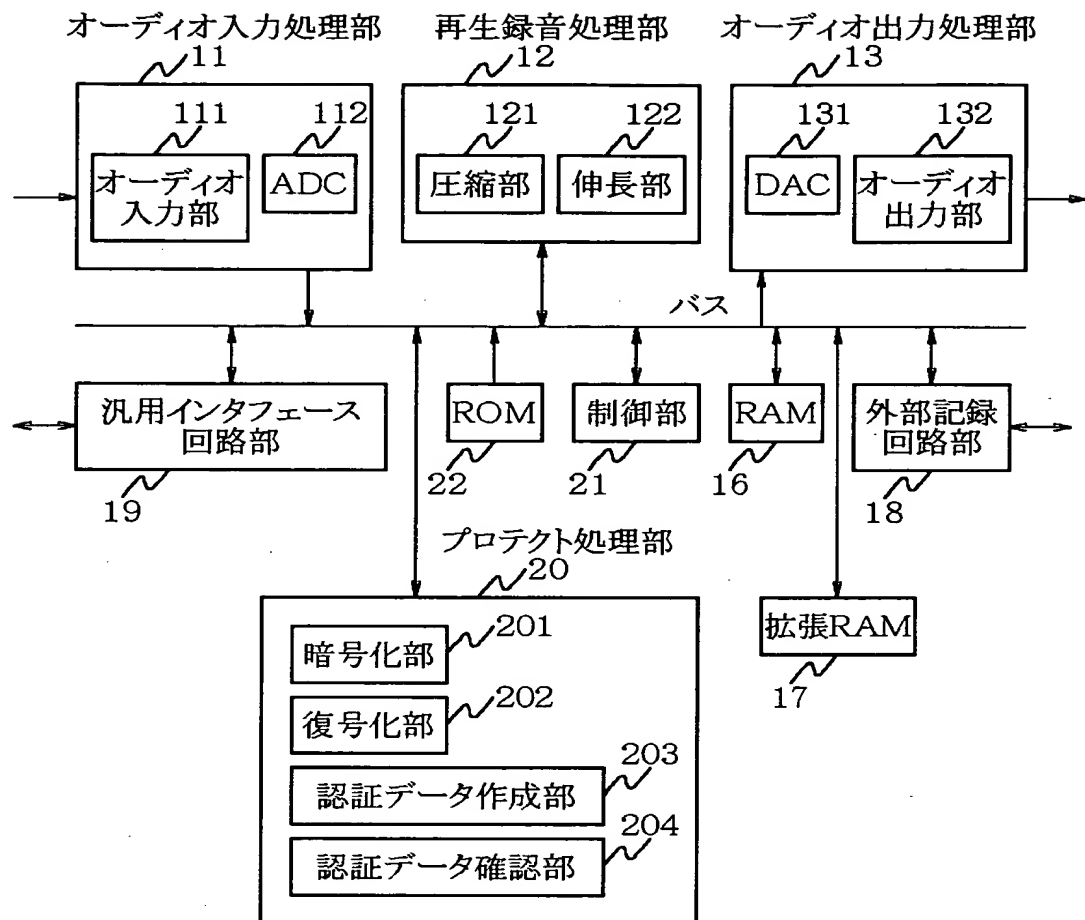 オーディオ入力処理部
11
再生録音処理部
12
オーディオ出力処理部
13
111
112
オーディオ
入力部
ADC
121
122
圧縮部
伸長部
131
132
DAC
オーディオ
出力部
バス
汎用インタフェース
回路部
19
ROM
22
制御部
21
RAM
16
外部記録
回路部
18
プロテクト処理部
20
暗号化部
201
復号化部
202
認証データ作成部
203
認証データ確認部
204
拡張RAM
17